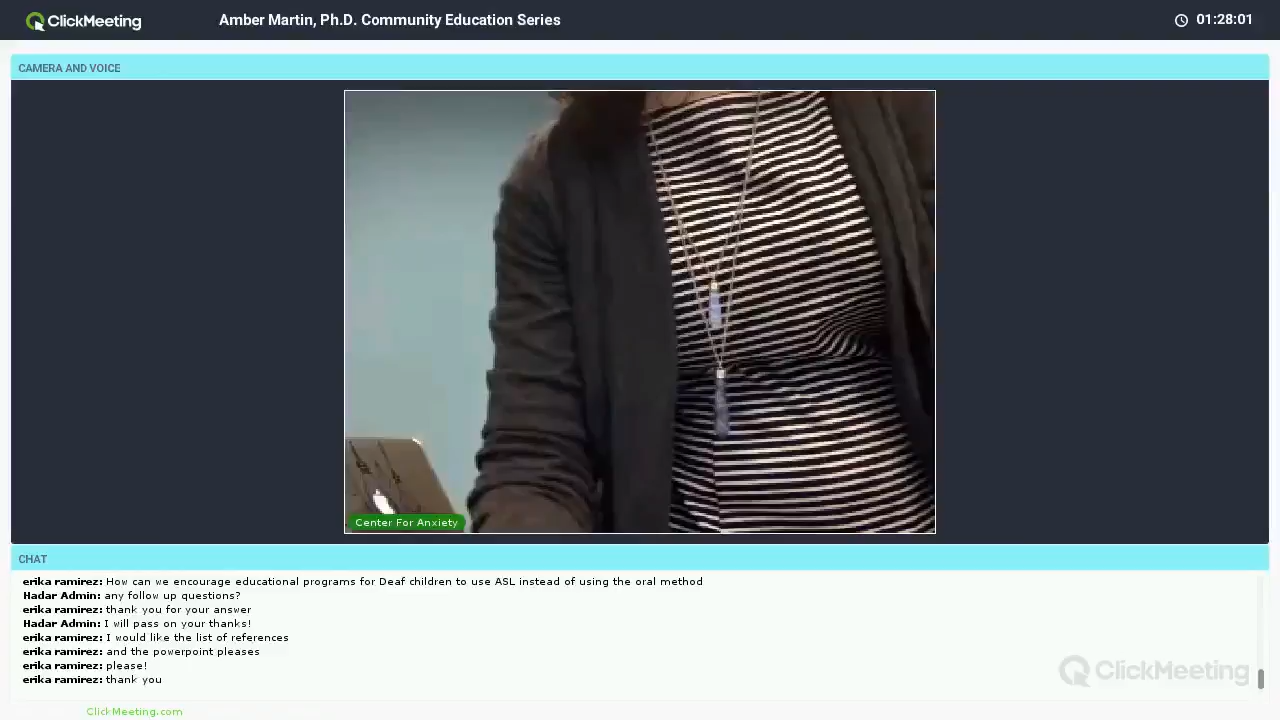 ClickMeeting
Amber Martin, Ph.D. Community Education Series
01:28:01
CAMERA AND VOICE
Center For Anxiety
CHAT
erika ramirez: How can we encourage educational programs for Deaf children to use ASL instead of using the oral method
Hadar Admin: any follow up questions?
erika ramirez: thank you for your answer
Hadar Admin: I will pass on your thanks!
erika ramirez: I would like the list of references
erika ramirez: and the powerpoint pleases
erika ramirez: please!
erika ramirez: thank you
ClickMeeting
ClickMeeting.com